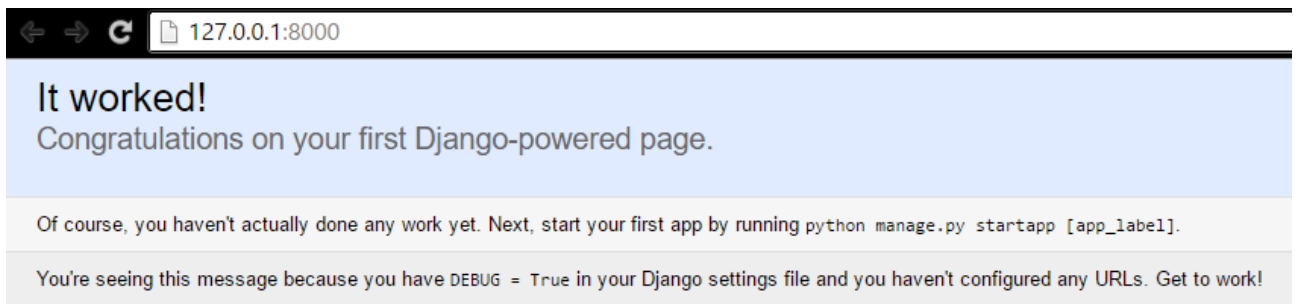 127.0.0.1:8000
It worked!
Congratulations on your first Django-powered page.
Of course, you haven't actually done any work yet. Next, start your first app by running python manage.py startapp [app_label].
You're seeing this message because you have DEBUG = True in your Django settings file and you haven't configured any URLs. Get to work!